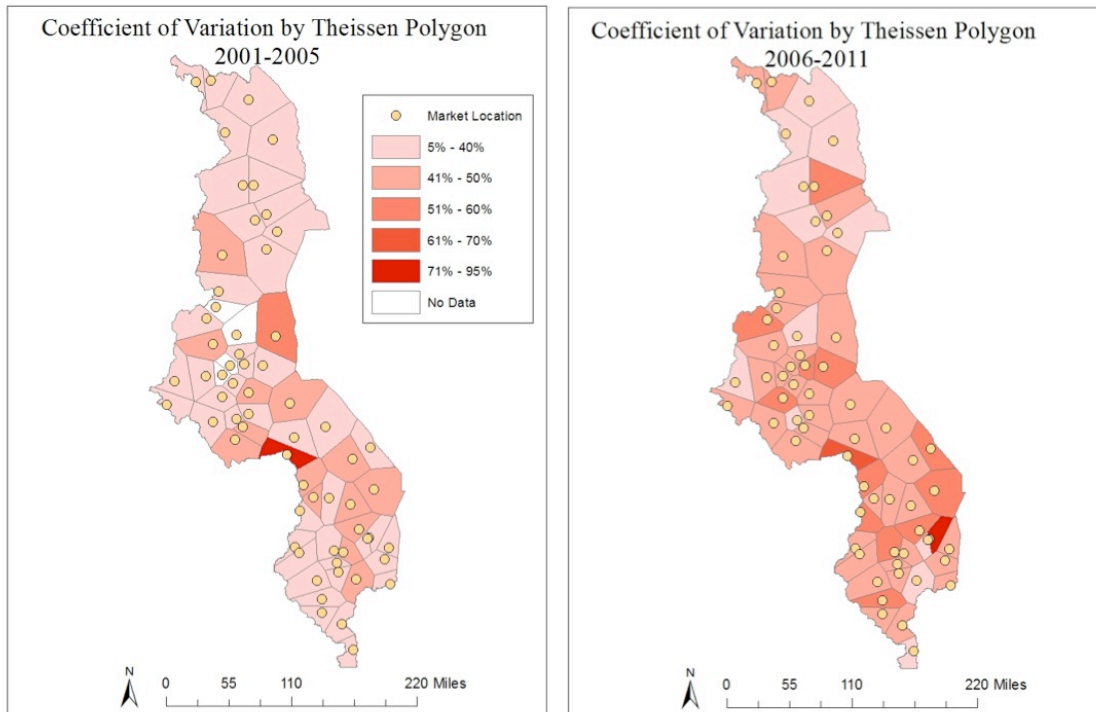 Coefficient of Variation by Theissen Polygon
2001-2005
Market Location
5% - 40%
41% - 50%
51% - 60%
61% - 70%
71% - 95%
No Data
N
0 55 110 220 Miles
Coefficient of Variation by Theissen Polygon
2006-2011
N
0 55 110 220 Miles